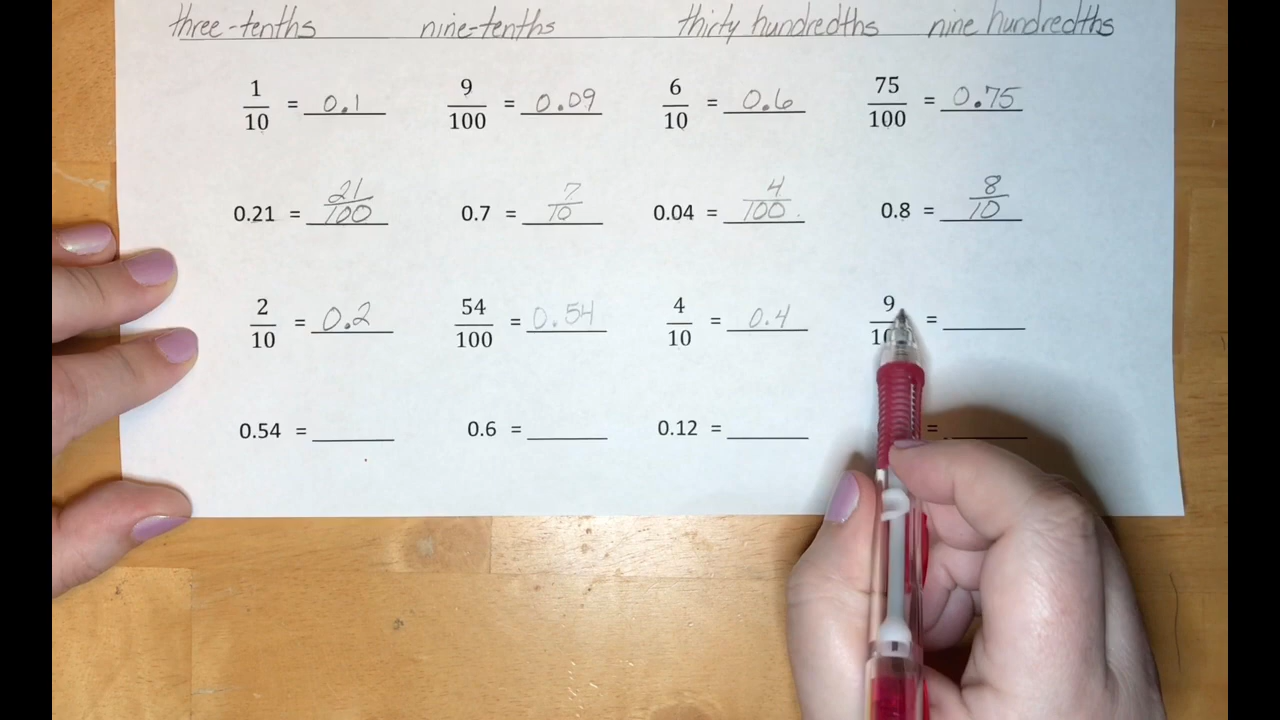 three-tenths nine-tenths thirty hundredths nine hundredths
1/10 = 0.1 9/100 = 0.09 6/10 = 0.6 75/100 = 0.75
0.21 = 21/100 0.7 = 7/10 0.04 = 4/100 0.8 = 8/10
2/10 = 0.2 54/100 = 0.54 4/10 = 0.4 9/ =
0.54 = 0.6 = 0.12 = =